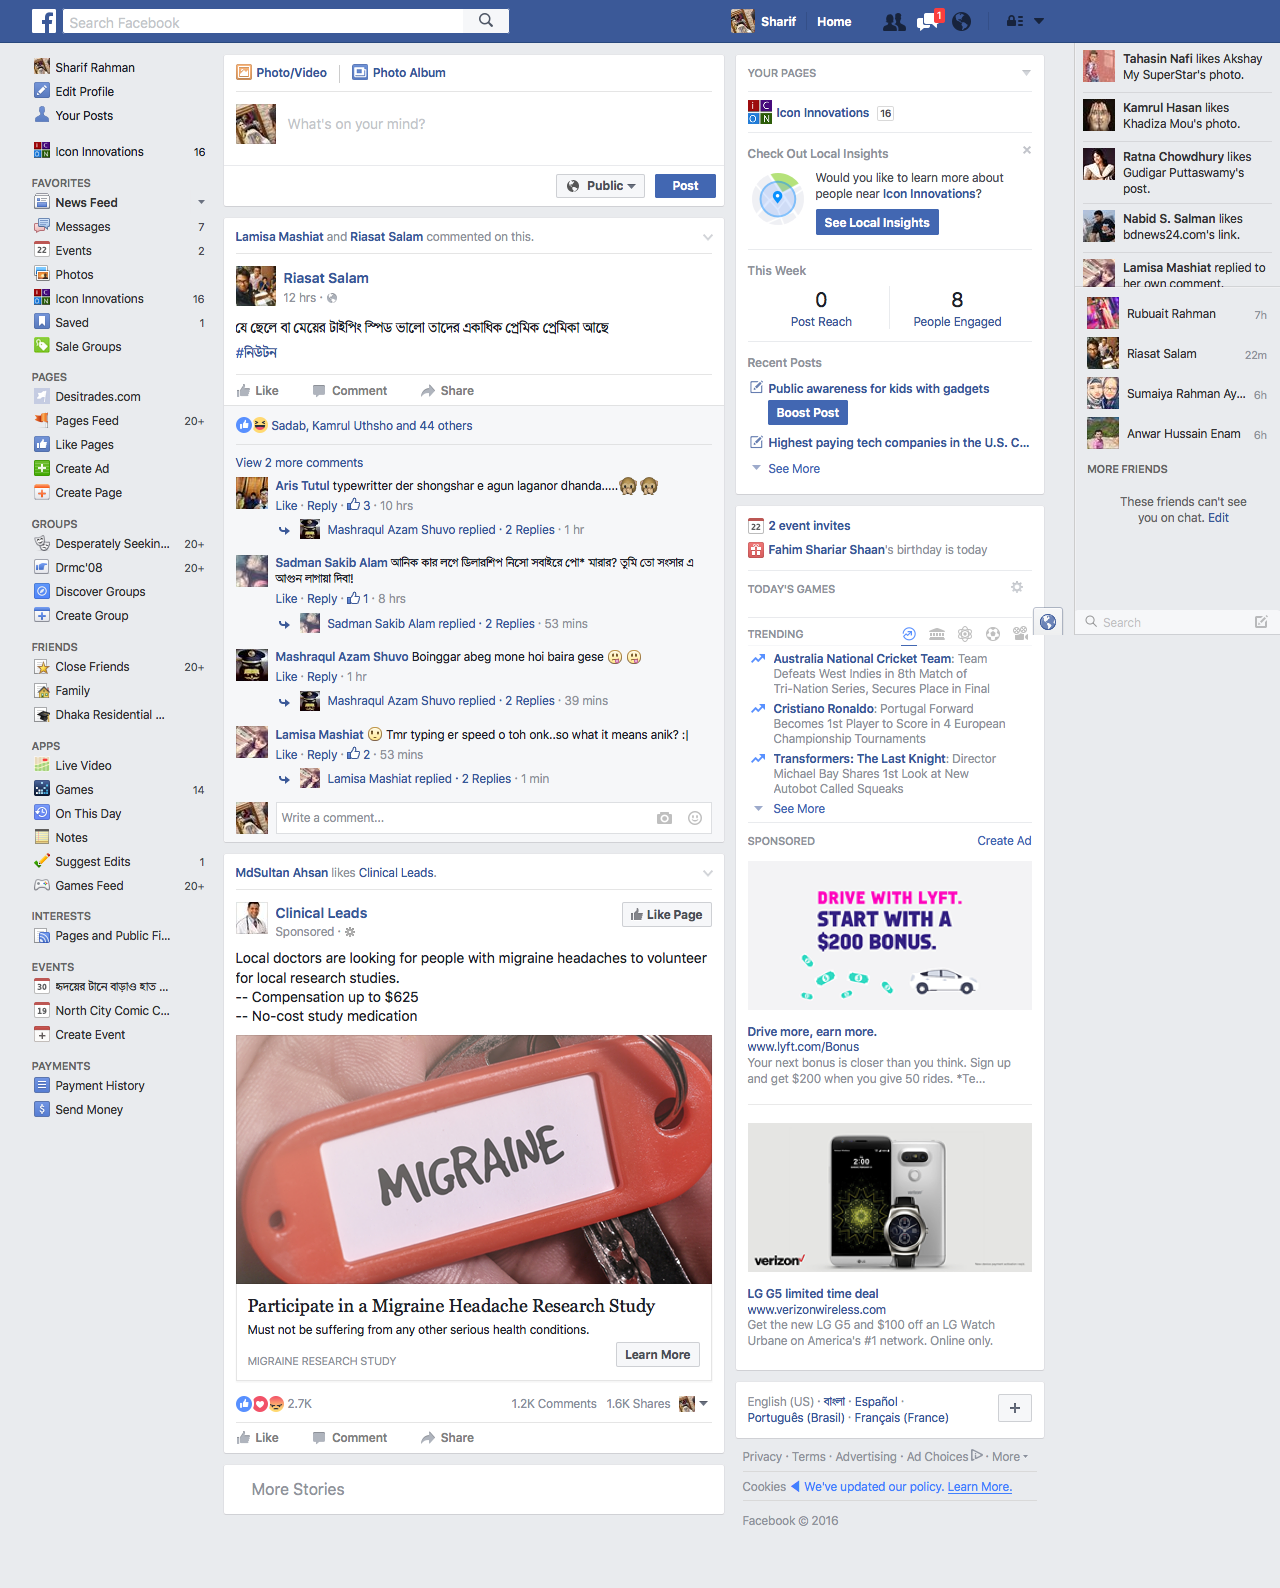 Search Facebook
Sharif
Home
1
Sharif Rahman
Edit Profile
Your Posts
Icon Innovations 16
FAVORITES
News Feed
Messages 7
Events 2
Photos
Icon Innovations 16
Saved 1
Sale Groups
PAGES
Desitrades.com
Pages Feed 20+
Like Pages
Create Ad
Create Page
GROUPS
Desperately Seekin... 20+
Drmc'08 20+
Discover Groups
Create Group
FRIENDS
Close Friends 20+
Family
Dhaka Residential ...
APPS
Live Video
Games 14
On This Day
Notes
Suggest Edits 1
Games Feed 20+
INTERESTS
Pages and Public Fi...
EVENTS
30 হৃদয়ের টানে বাড়াও হাত ...
19 North City Comic C...
Create Event
PAYMENTS
Payment History
Send Money
Photo/Video
Photo Album
What's on your mind?
Public
Post
Lamisa Mashiat and Riasat Salam commented on this.
Riasat Salam
12 hrs ·
যে ছেলে বা মেয়ের টাইপিং স্পিড ভালো তাদের একাধিক প্রেমিক প্রেমিকা আছে
#নিউটন
Like Comment Share
Sadab, Kamrul Uthsho and 44 others
View 2 more comments
Aris Tutul typewritter der shongshar e agun laganor dhanda.....
Like · Reply · 3 · 10 hrs
Mashraqul Azam Shuvo replied · 2 Replies · 1 hr
Sadman Sakib Alam আনিক কার লগে ডিলারশিপ নিসো সবাইরে পো* মারার? তুমি তো সংসার এ
আগুন লাগায়া দিবা!
Like · Reply · 1 · 8 hrs
Sadman Sakib Alam replied · 2 Replies · 53 mins
Mashraqul Azam Shuvo Boinggar abeg mone hoi baira gese
Like · Reply · 1 hr
Mashraqul Azam Shuvo replied · 2 Replies · 39 mins
Lamisa Mashiat Tmr typing er speed o toh onk..so what it means anik? :|
Like · Reply · 2 · 53 mins
Lamisa Mashiat replied · 2 Replies · 1 min
Write a comment...
MdSultan Ahsan likes Clinical Leads.
Clinical Leads
Sponsored ·
Like Page
Local doctors are looking for people with migraine headaches to volunteer
for local research studies.
-- Compensation up to $625
-- No-cost study medication
MIGRAINE
Participate in a Migraine Headache Research Study
Must not be suffering from any other serious health conditions.
MIGRAINE RESEARCH STUDY
Learn More
2.7K
1.2K Comments 1.6K Shares
Like Comment Share
More Stories
YOUR PAGES
Icon Innovations 16
Check Out Local Insights
Would you like to learn more about
people near Icon Innovations?
See Local Insights
This Week
0
Post Reach
8
People Engaged
Recent Posts
Public awareness for kids with gadgets
Boost Post
Highest paying tech companies in the U.S. C...
See More
22 2 event invites
Fahim Shariar Shaan's birthday is today
TODAY'S GAMES
TRENDING
Australia National Cricket Team: Team
Defeats West Indies in 8th Match of
Tri-Nation Series, Secures Place in Final
Cristiano Ronaldo: Portugal Forward
Becomes 1st Player to Score in 4 European
Championship Tournaments
Transformers: The Last Knight: Director
Michael Bay Shares 1st Look at New
Autobot Called Squeaks
See More
SPONSORED
Create Ad
DRIVE WITH LYFT.
START WITH A
$200 BONUS.
Drive more, earn more.
www.lyft.com/Bonus
Your next bonus is closer than you think. Sign up
and get $200 when you give 50 rides. *Te...
2:00
verizon
LG G5 limited time deal
www.verizonwireless.com
Get the new LG G5 and $100 off an LG Watch
Urbane on America's #1 network. Online only.
English (US) · বাংলা · Español ·
Português (Brasil) · Français (France)
Privacy · Terms · Advertising · Ad Choices · More
Cookies We've updated our policy. Learn More.
Facebook © 2016
Tahasin Nafi likes Akshay
My SuperStar's photo.
Kamrul Hasan likes
Khadiza Mou's photo.
Ratna Chowdhury likes
Gudigar Puttaswamy's
post.
Nabid S. Salman likes
bdnews24.com's link.
Lamisa Mashiat replied to
her own comment.
Rubuait Rahman 7h
Riasat Salam 22m
Sumaiya Rahman Ay... 6h
Anwar Hussain Enam 6h
MORE FRIENDS
These friends can't see
you on chat. Edit
Search